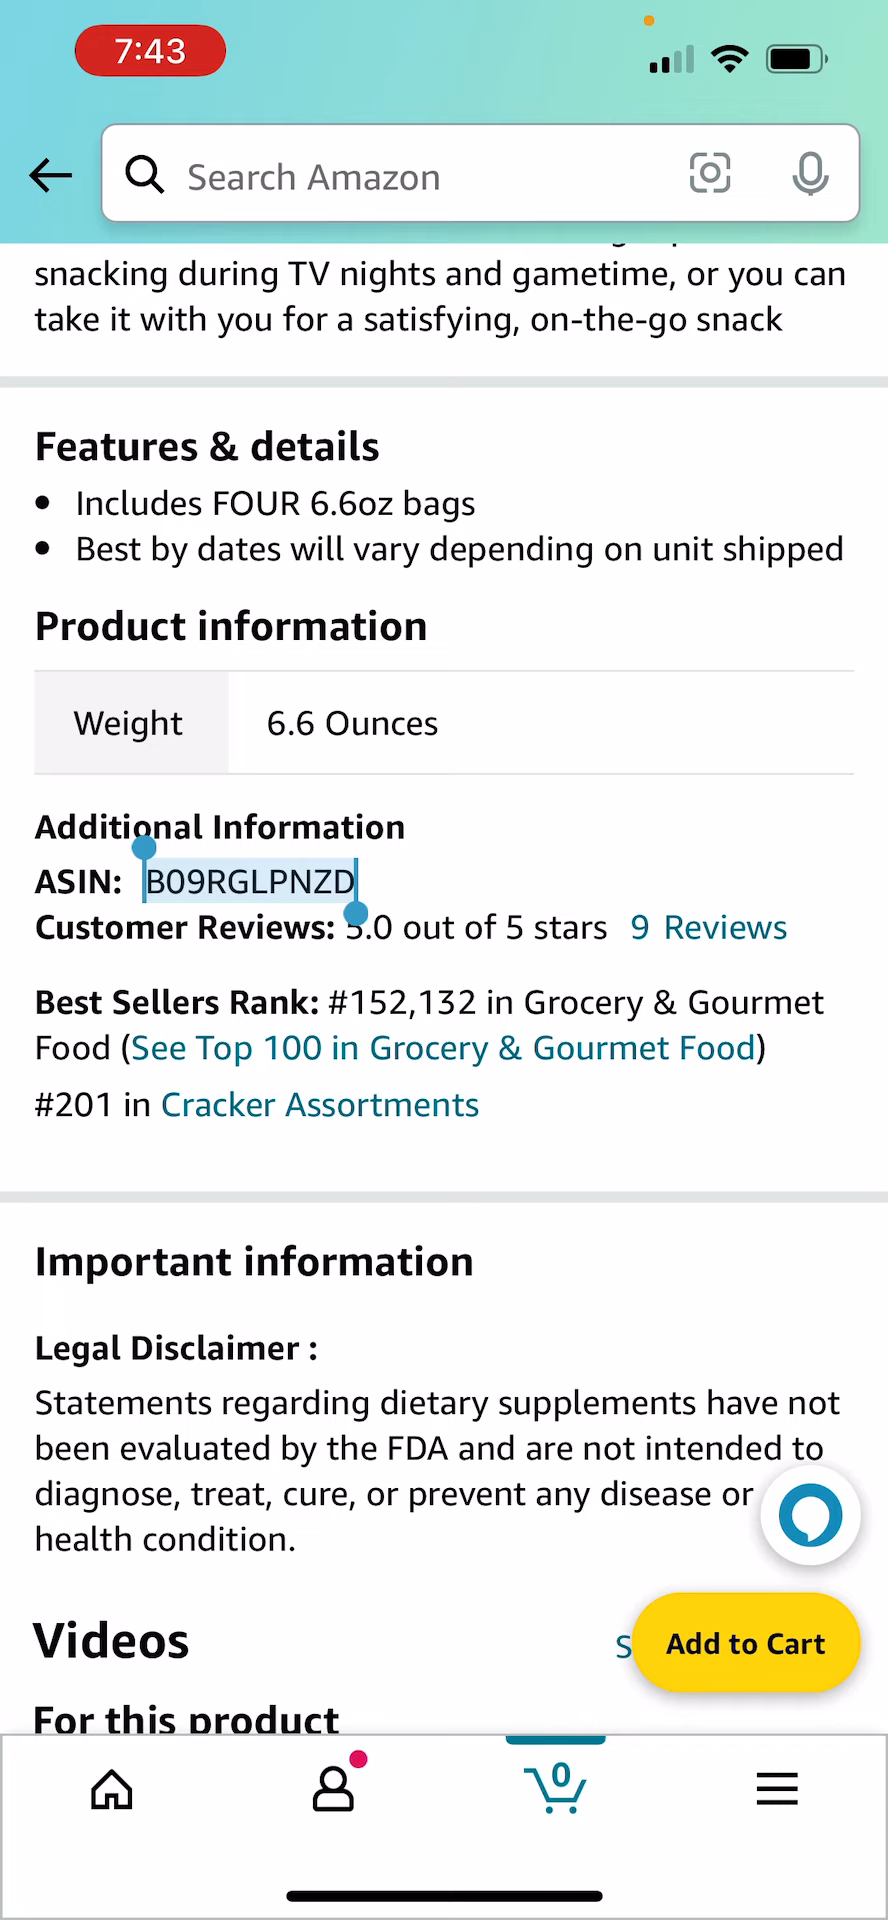 7:43
Search Amazon
snacking during TV nights and gametime, or you can
take it with you for a satisfying, on-the-go snack
Features & details
• Includes FOUR 6.6oz bags
• Best by dates will vary depending on unit shipped
Product information
Weight 6.6 Ounces
Additional Information
ASIN: B09RGLPNZD
Customer Reviews: 5.0 out of 5 stars 9 Reviews
Best Sellers Rank: #152,132 in Grocery & Gourmet
Food (See Top 100 in Grocery & Gourmet Food)
#201 in Cracker Assortments
Important information
Legal Disclaimer :
Statements regarding dietary supplements have not
been evaluated by the FDA and are not intended to
diagnose, treat, cure, or prevent any disease or
health condition.
Videos
Add to Cart
For this product
0